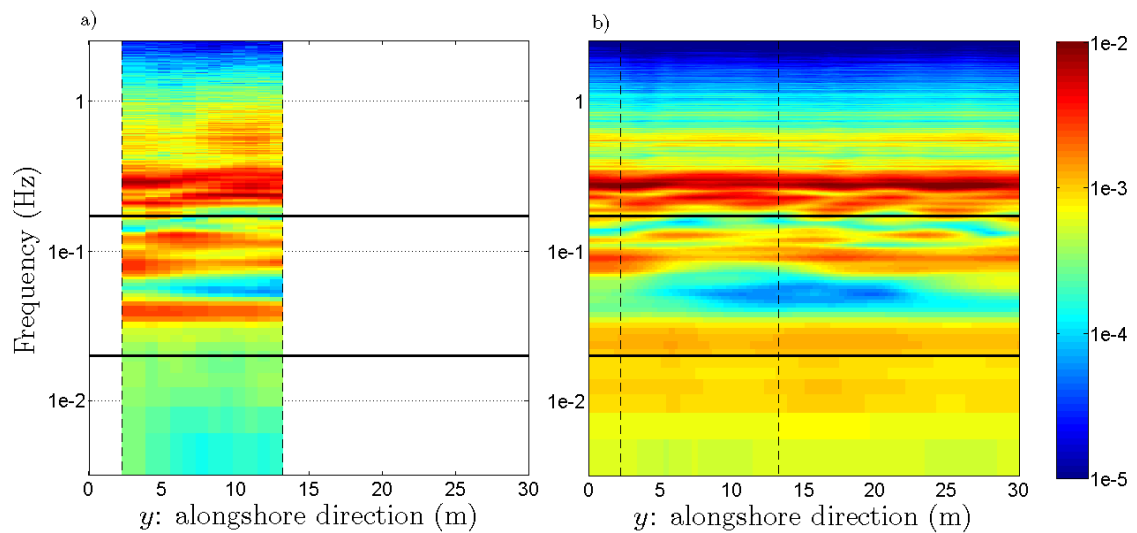 a)
b)
Frequency (Hz)
1
1e-1
1e-2
0 5 10 15 20 25 30
y: alongshore direction (m)
1
1e-1
1e-2
0 5 10 15 20 25 30
y: alongshore direction (m)
1e-2
1e-3
1e-4
1e-5